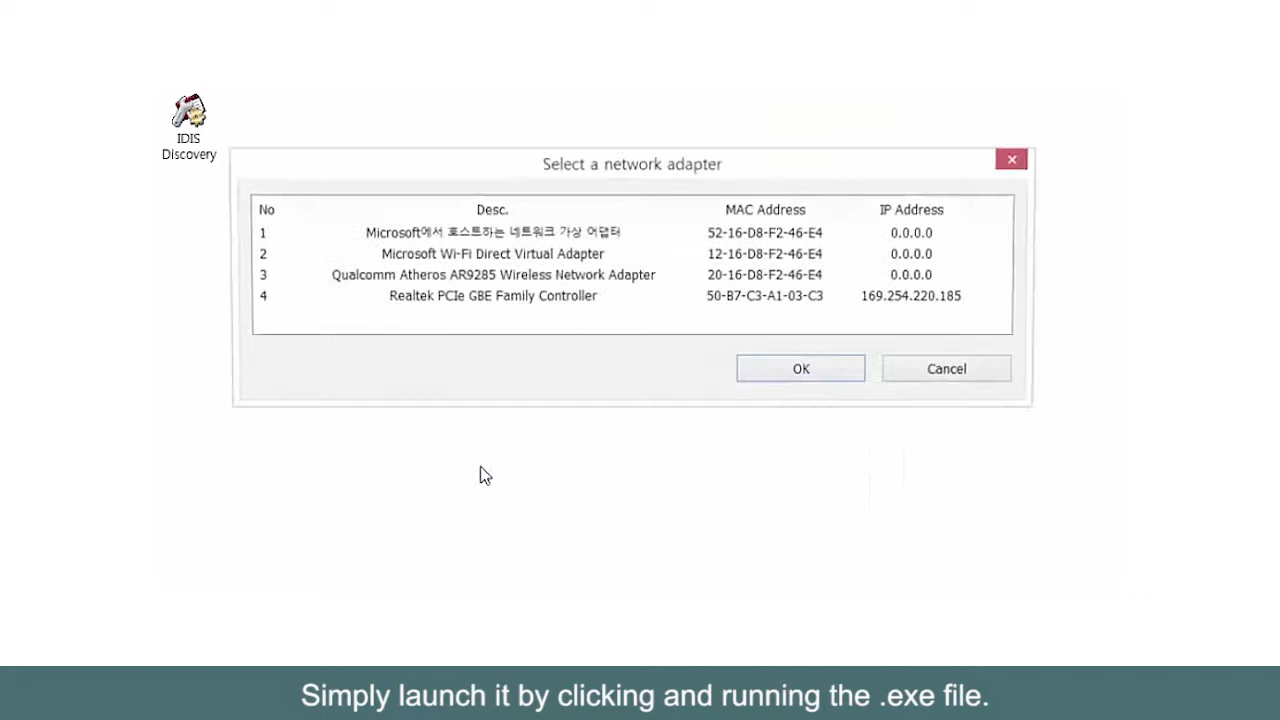 IDIS
Discovery
Select a network adapter
No Desc. MAC Address IP Address
1 Microsoft에서 호스트하는 네트워크 가상 어댑터 52-16-D8-F2-46-E4 0.0.0.0
2 Microsoft Wi-Fi Direct Virtual Adapter 12-16-D8-F2-46-E4 0.0.0.0
3 Qualcomm Atheros AR9285 Wireless Network Adapter 20-16-D8-F2-46-E4 0.0.0.0
4 Realtek PCIe GBE Family Controller 50-B7-C3-A1-03-C3 169.254.220.185
OK Cancel
Simply launch it by clicking and running the .exe file.